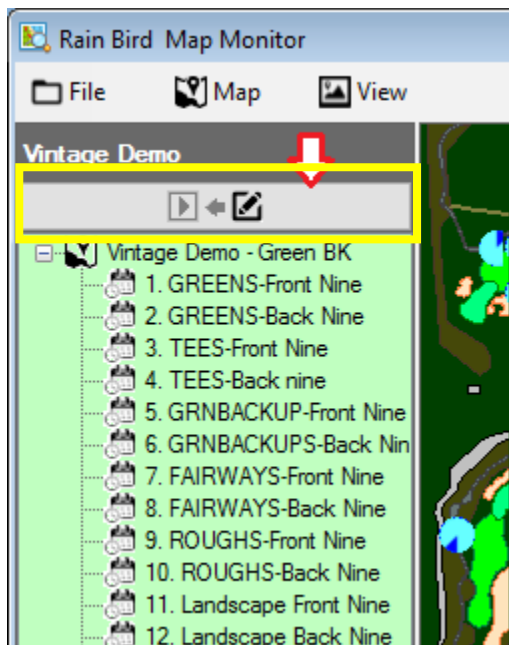 Rain Bird Map Monitor
File Map View
Vintage Demo
Vintage Demo - Green BK
1. GREENS-Front Nine
2. GREENS-Back Nine
3. TEES-Front Nine
4. TEES-Back nine
5. GRNBACKUP-Front Nine
6. GRNBACKUPS-Back Nin
7. FAIRWAYS-Front Nine
8. FAIRWAYS-Back Nine
9. ROUGHS-Front Nine
10. ROUGHS-Back Nine
11. Landscape Front Nine
12. Landscape Back Nine